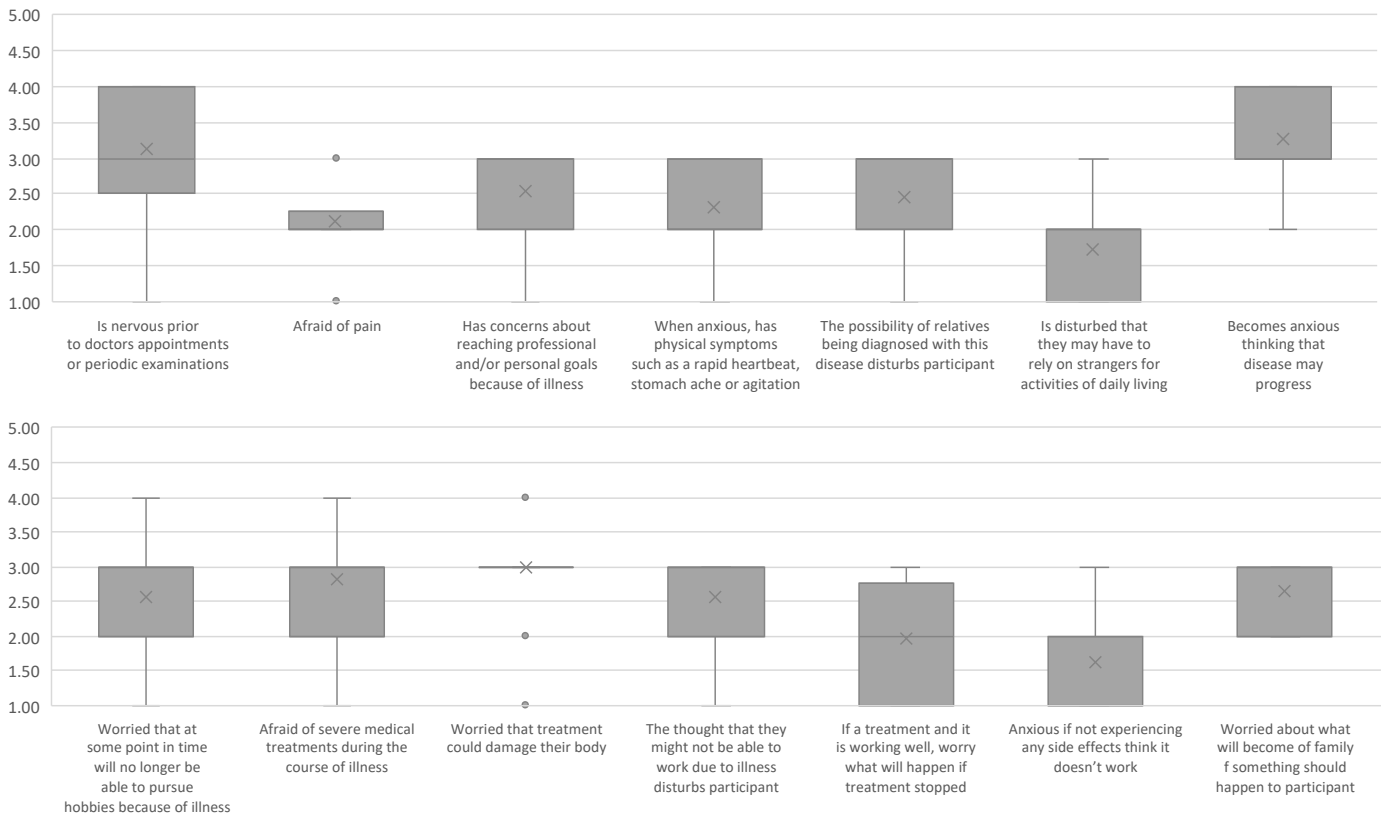 5.00
4.50
4.00
3.50
3.00
2.50
2.00
1.50
1.00
Is nervous prior
to doctors appointments
or periodic examinations
Afraid of pain
Has concerns about
reaching professional
and/or personal goals
because of illness
When anxious, has
physical symptoms
such as a rapid heartbeat,
stomach ache or agitation
The possibility of relatives
being diagnosed with this
disease disturbs participant
Is disturbed that
they may have to
rely on strangers for
activities of daily living
Becomes anxious
thinking that
disease may
progress
5.00
4.50
4.00
3.50
3.00
2.50
2.00
1.50
1.00
Worried that at
some point in time
will no longer be
able to pursue
hobbies because of illness
Afraid of severe medical
treatments during the
course of illness
Worried that treatment
could damage their body
The thought that they
might not be able to
work due to illness
disturbs participant
If a treatment and it
is working well, worry
what will happen if
treatment stopped
Anxious if not experiencing
any side effects think it
doesn’t work
Worried about what
will become of family
f something should
happen to participant